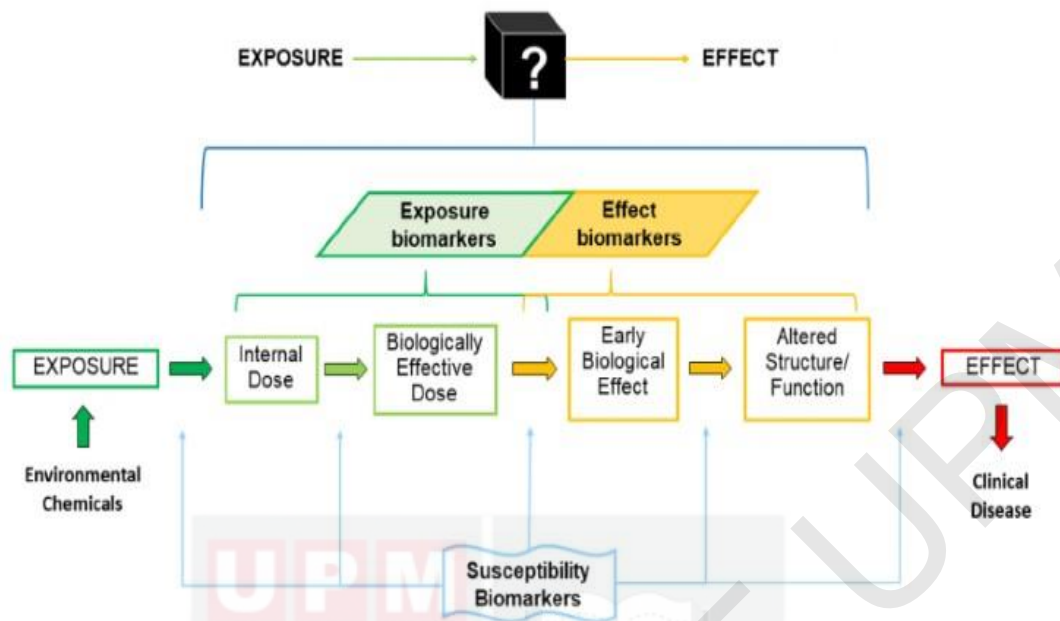 EXPOSURE
?
EFFECT
Exposure
biomarkers
Effect
biomarkers
EXPOSURE
Internal
Dose
Biologically
Effective
Dose
Early
Biological
Effect
Altered
Structure/
Function
EFFECT
Environmental
Chemicals
Clinical
Disease
Susceptibility
Biomarkers
UPM
UPM